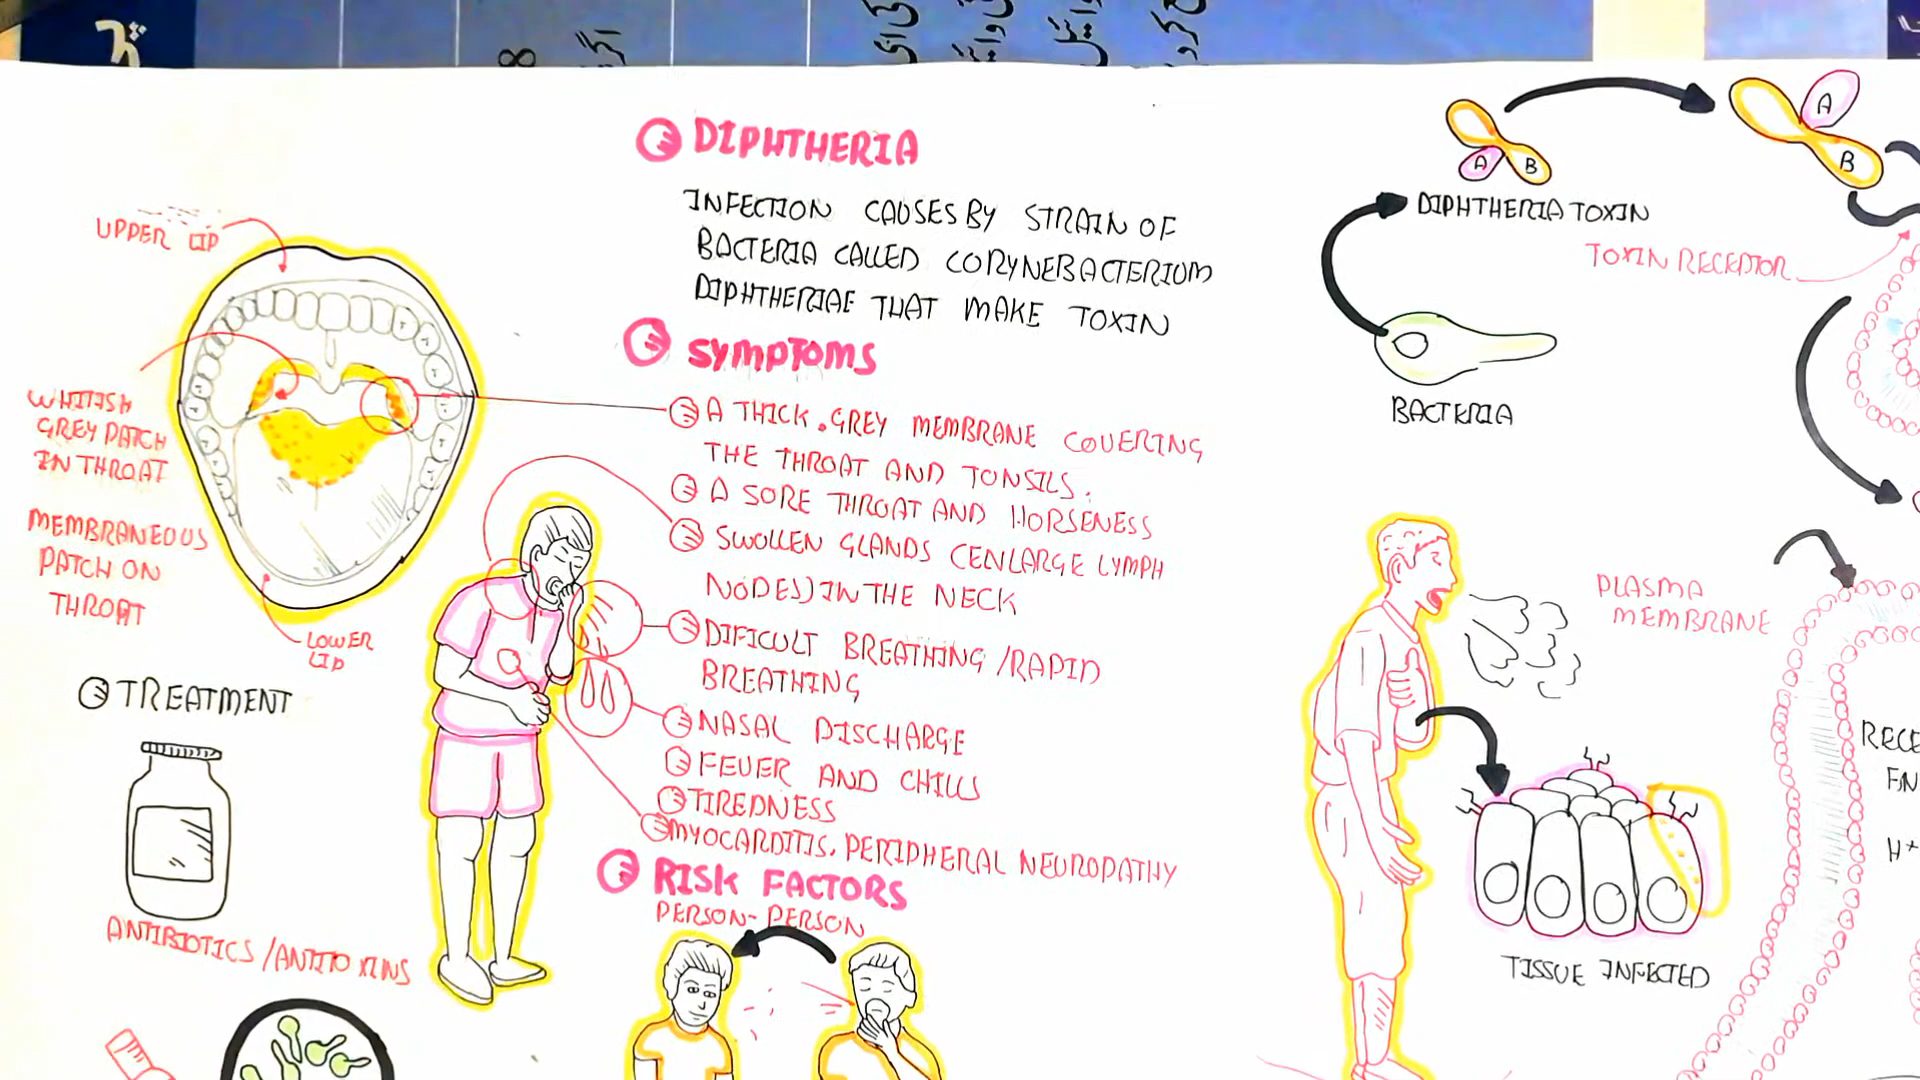 DIPHTHERIA
INFECTION CAUSES BY STRAIN OF
BACTERIA CALLED CORYNEBACTERIUM
DIPHTHERIAE THAT MAKE TOXIN
SYMPTOMS
A THICK, GREY MEMBRANE COVERING
THE THROAT AND TONSILS.
A SORE THROAT AND HORSENESS
SWOLLEN GLANDS CENLARGE LYMPH
NODES) IN THE NECK
DIFICULT BREATHING /RAPID
BREATHING
NASAL DISCHARGE
FEVER AND CHILLS
TIREDNESS
MYOCARDITIS, PERIPHERAL NEUROPATHY
RISK FACTORS
PERSON-PERSON
UPPER LIP
WHITISH
GREY PATCH
IN THROAT
MEMBRANEOUS
PATCH ON
THROAT
LOWER
LIP
TREATMENT
ANTIBIOTICS /ANTITOXINS
A
B
A
B
DIPHTHERIA TOXIN
TOXIN RECEPTOR
BACTERIA
PLASMA
MEMBRANE
TISSUE INFECTED
H+
8